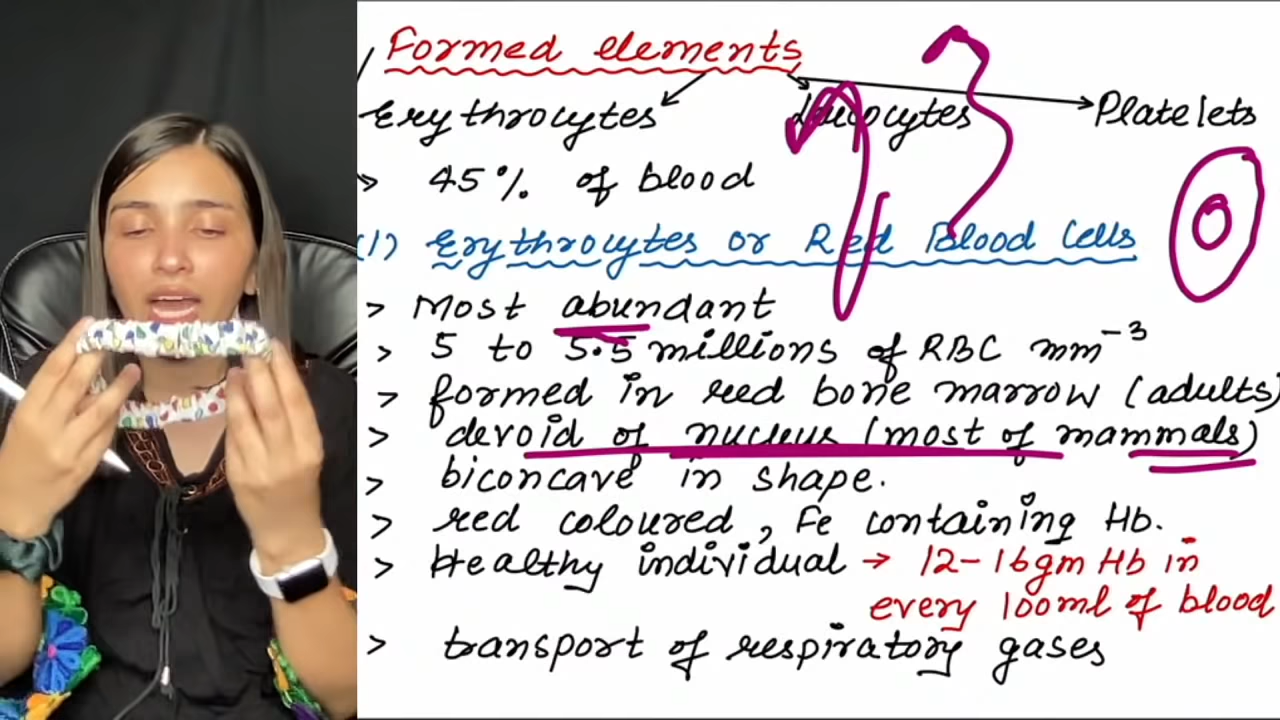 Formed elements
Erythrocytes Leucocytes Platelets
> 45% of blood
(1) Erythrocytes or Red Blood Cells
> Most abundant
> 5 to 5.5 millions of RBC mm⁻³
> formed in red bone marrow (adults)
> devoid of nucleus (most of mammals)
> biconcave in shape.
> red coloured, Fe containing Hb.
> Healthy individual → 12-16gm Hb in
every 100ml of blood
> transport of respiratory gases